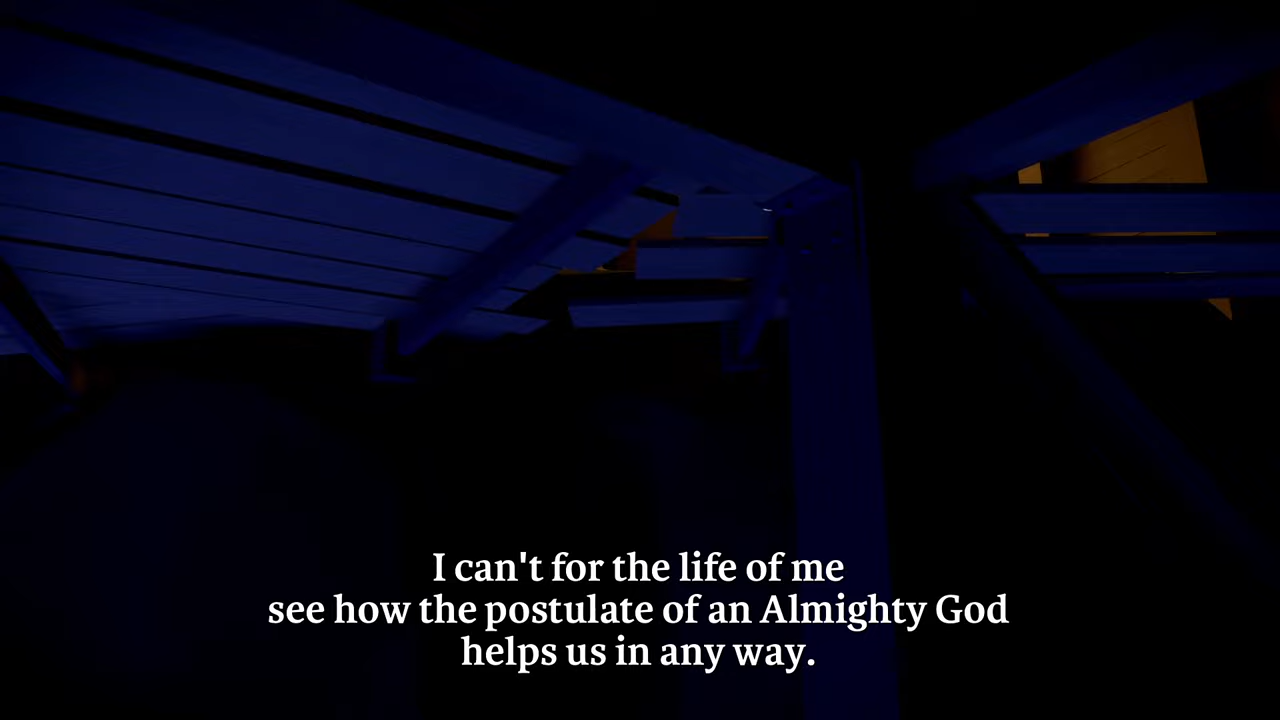 I can't for the life of me
see how the postulate of an Almighty God
helps us in any way.